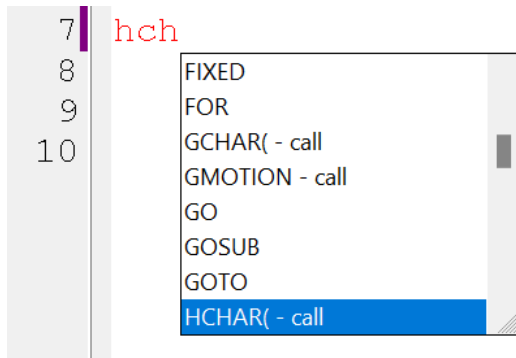 7 hch
8 FIXED
9 FOR
10 GCHAR( - call
GMOTION - call
GO
GOSUB
GOTO
HCHAR( - call